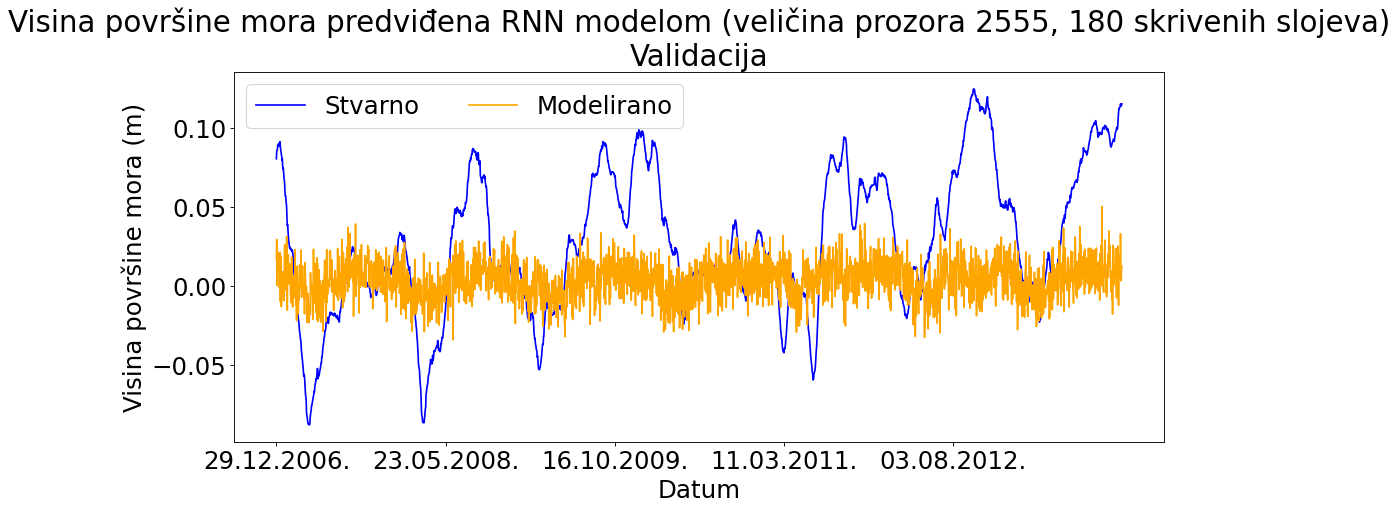 Visina površine mora predviđena RNN modelom (veličina prozora 2555, 180 skrivenih slojeva)
Validacija
Stvarno Modelirano
Visina površine mora (m)
0.10
0.05
0.00
−0.05
29.12.2006. 23.05.2008. 16.10.2009. 11.03.2011. 03.08.2012.
Datum